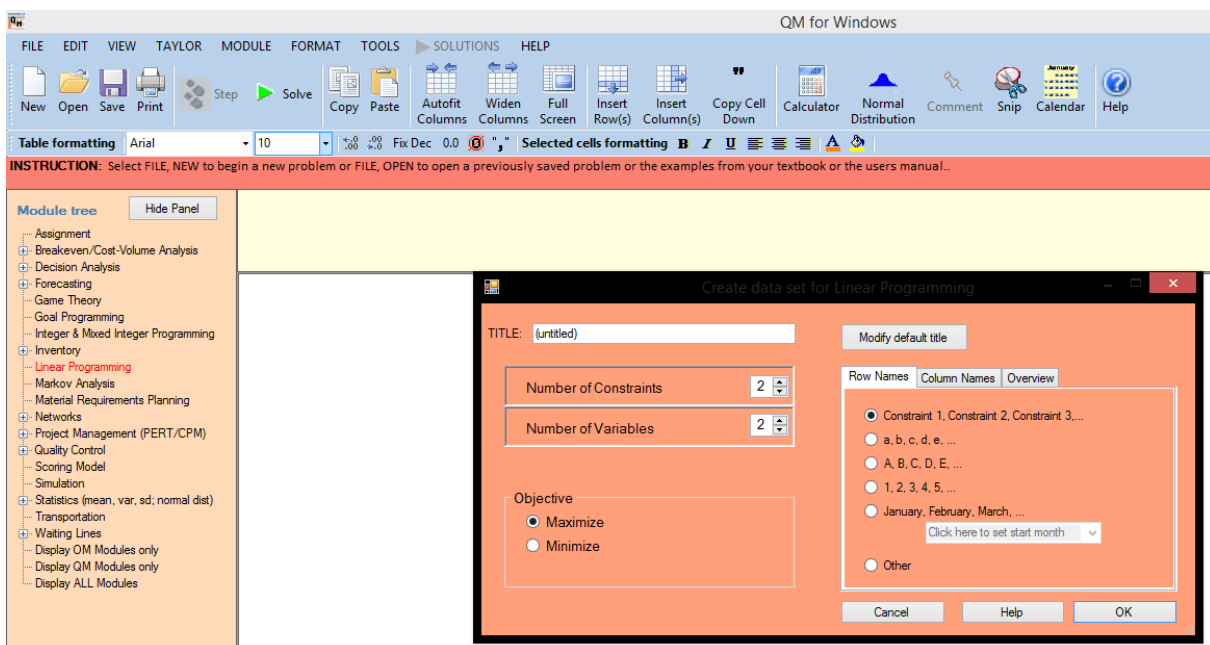 QM for Windows
FILE EDIT VIEW TAYLOR MODULE FORMAT TOOLS SOLUTIONS HELP
New Open Save Print Step Solve Copy Paste Autofit Columns Widen Columns Full Screen Insert Row(s) Insert Column(s) Copy Cell Down Calculator Normal Distribution Comment Snip Calendar Help
Table formatting Arial 10 Fix Dec 0.0 "," Selected cells formatting B I U A
INSTRUCTION: Select FILE, NEW to begin a new problem or FILE, OPEN to open a previously saved problem or the examples from your textbook or the users manual..
Module tree Hide Panel
Assignment
Breakeven/Cost-Volume Analysis
Decision Analysis
Forecasting
Game Theory
Goal Programming
Integer & Mixed Integer Programming
Inventory
Linear Programming
Markov Analysis
Material Requirements Planning
Networks
Project Management (PERT/CPM)
Quality Control
Scoring Model
Simulation
Statistics (mean, var, sd; normal dist)
Transportation
Waiting Lines
Display OM Modules only
Display QM Modules only
Display ALL Modules
Create data set for Linear Programming
TITLE: (untitled)
Modify default title
Number of Constraints 2
Number of Variables 2
Objective
Maximize
Minimize
Row Names Column Names Overview
Constraint 1, Constraint 2, Constraint 3,...
a, b, c, d, e, ...
A, B, C, D, E, ...
1, 2, 3, 4, 5, ...
January, February, March, ...
Click here to set start month
Other
Cancel Help OK